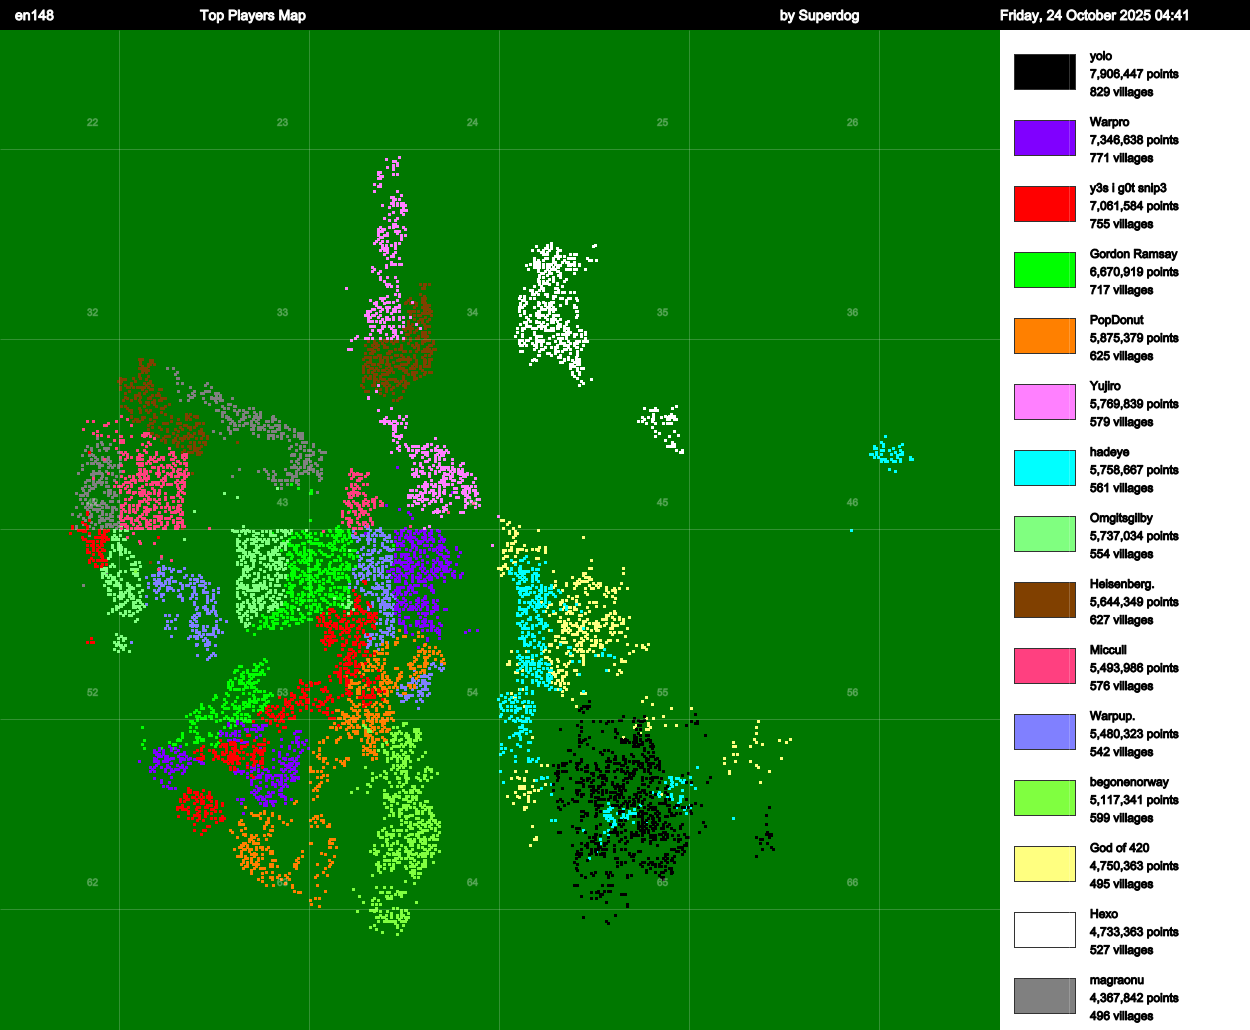 en148 Top Players Map by Superdog Friday, 24 October 2025 04:41
yolo
7,906,447 points
829 villages
Warpro
7,346,638 points
771 villages
y3s i g0t snip3
7,061,584 points
755 villages
Gordon Ramsay
6,670,919 points
717 villages
PopDonut
5,875,379 points
625 villages
Yujiro
5,769,839 points
579 villages
hadeye
5,758,667 points
561 villages
Omgitsgilby
5,737,034 points
554 villages
Heisenberg.
5,644,349 points
627 villages
Miccull
5,493,986 points
576 villages
Warpup.
5,480,323 points
542 villages
begonenorway
5,117,341 points
599 villages
God of 420
4,750,363 points
495 villages
Hexo
4,733,363 points
527 villages
magraonu
4,367,842 points
496 villages
22 23 24 25 26
32 33 34 35 36
43 45 46
52 53 54 55 56
62 64 65 66